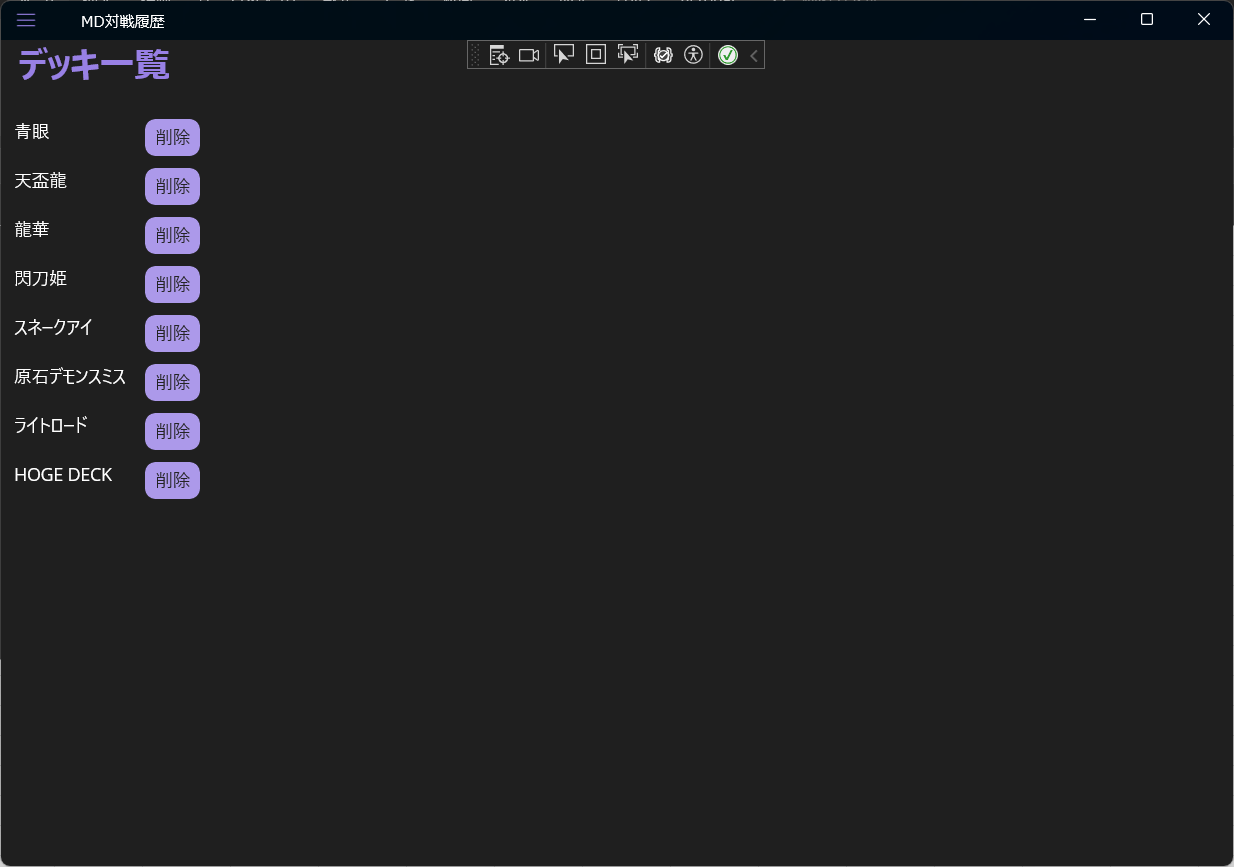 MD対戦履歴
デッキ一覧
青眼 削除
天盃龍 削除
龍華 削除
閃刀姫 削除
スネークアイ 削除
原石デモンスミス 削除
ライトロード 削除
HOGE DECK 削除